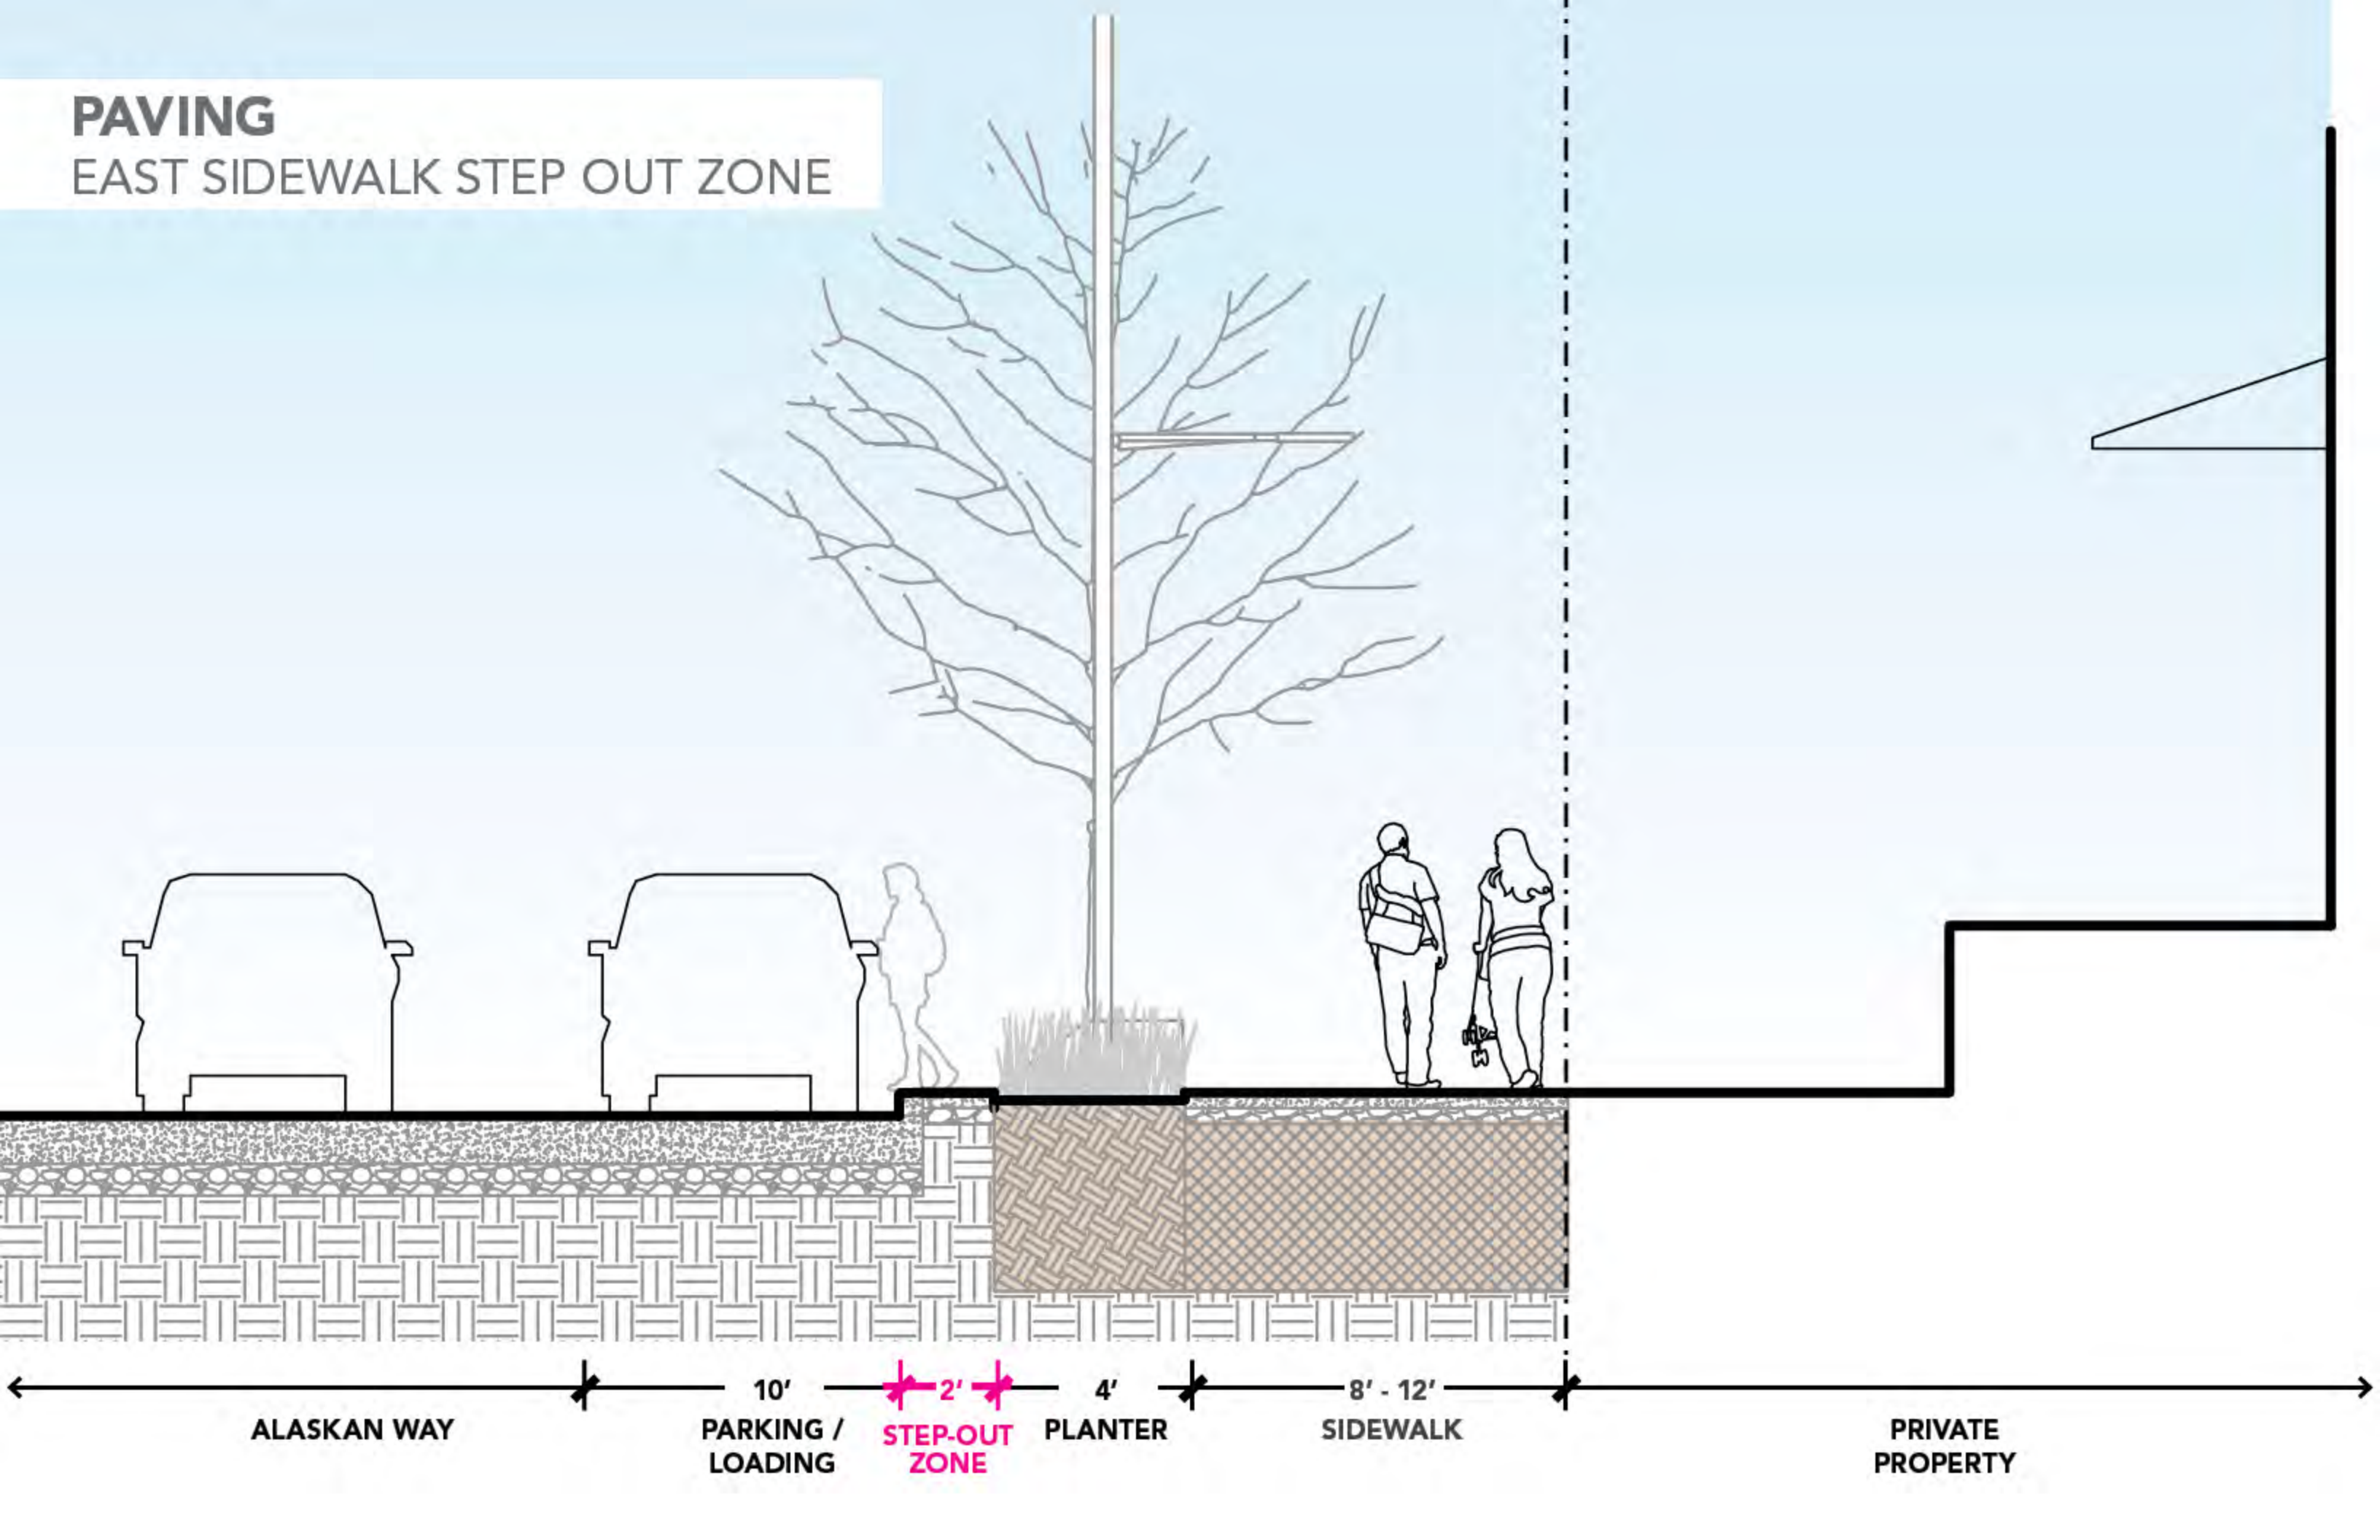 PAVING
EAST SIDEWALK STEP OUT ZONE
10'
2'
4'
8' - 12'
ALASKAN WAY
PARKING /
LOADING
STEP-OUT
ZONE
PLANTER
SIDEWALK
PRIVATE
PROPERTY